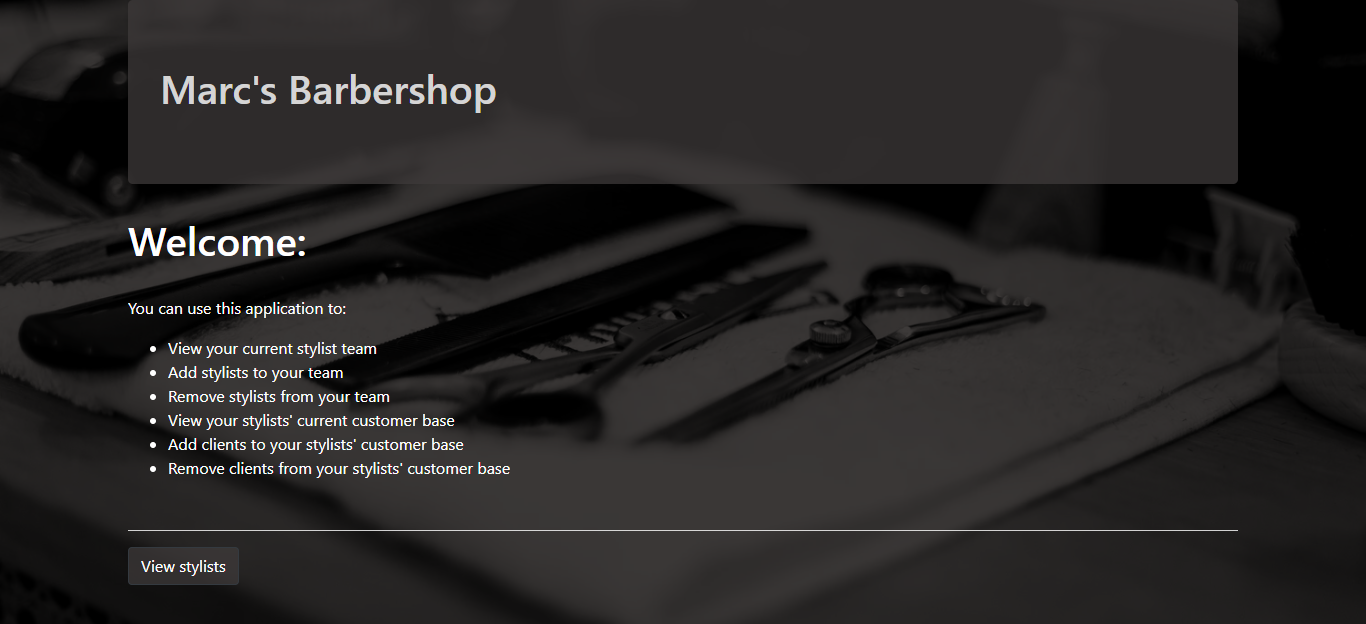 Marc's Barbershop
Welcome:
You can use this application to:
View your current stylist team
Add stylists to your team
Remove stylists from your team
View your stylists' current customer base
Add clients to your stylists' customer base
Remove clients from your stylists' customer base
View stylists